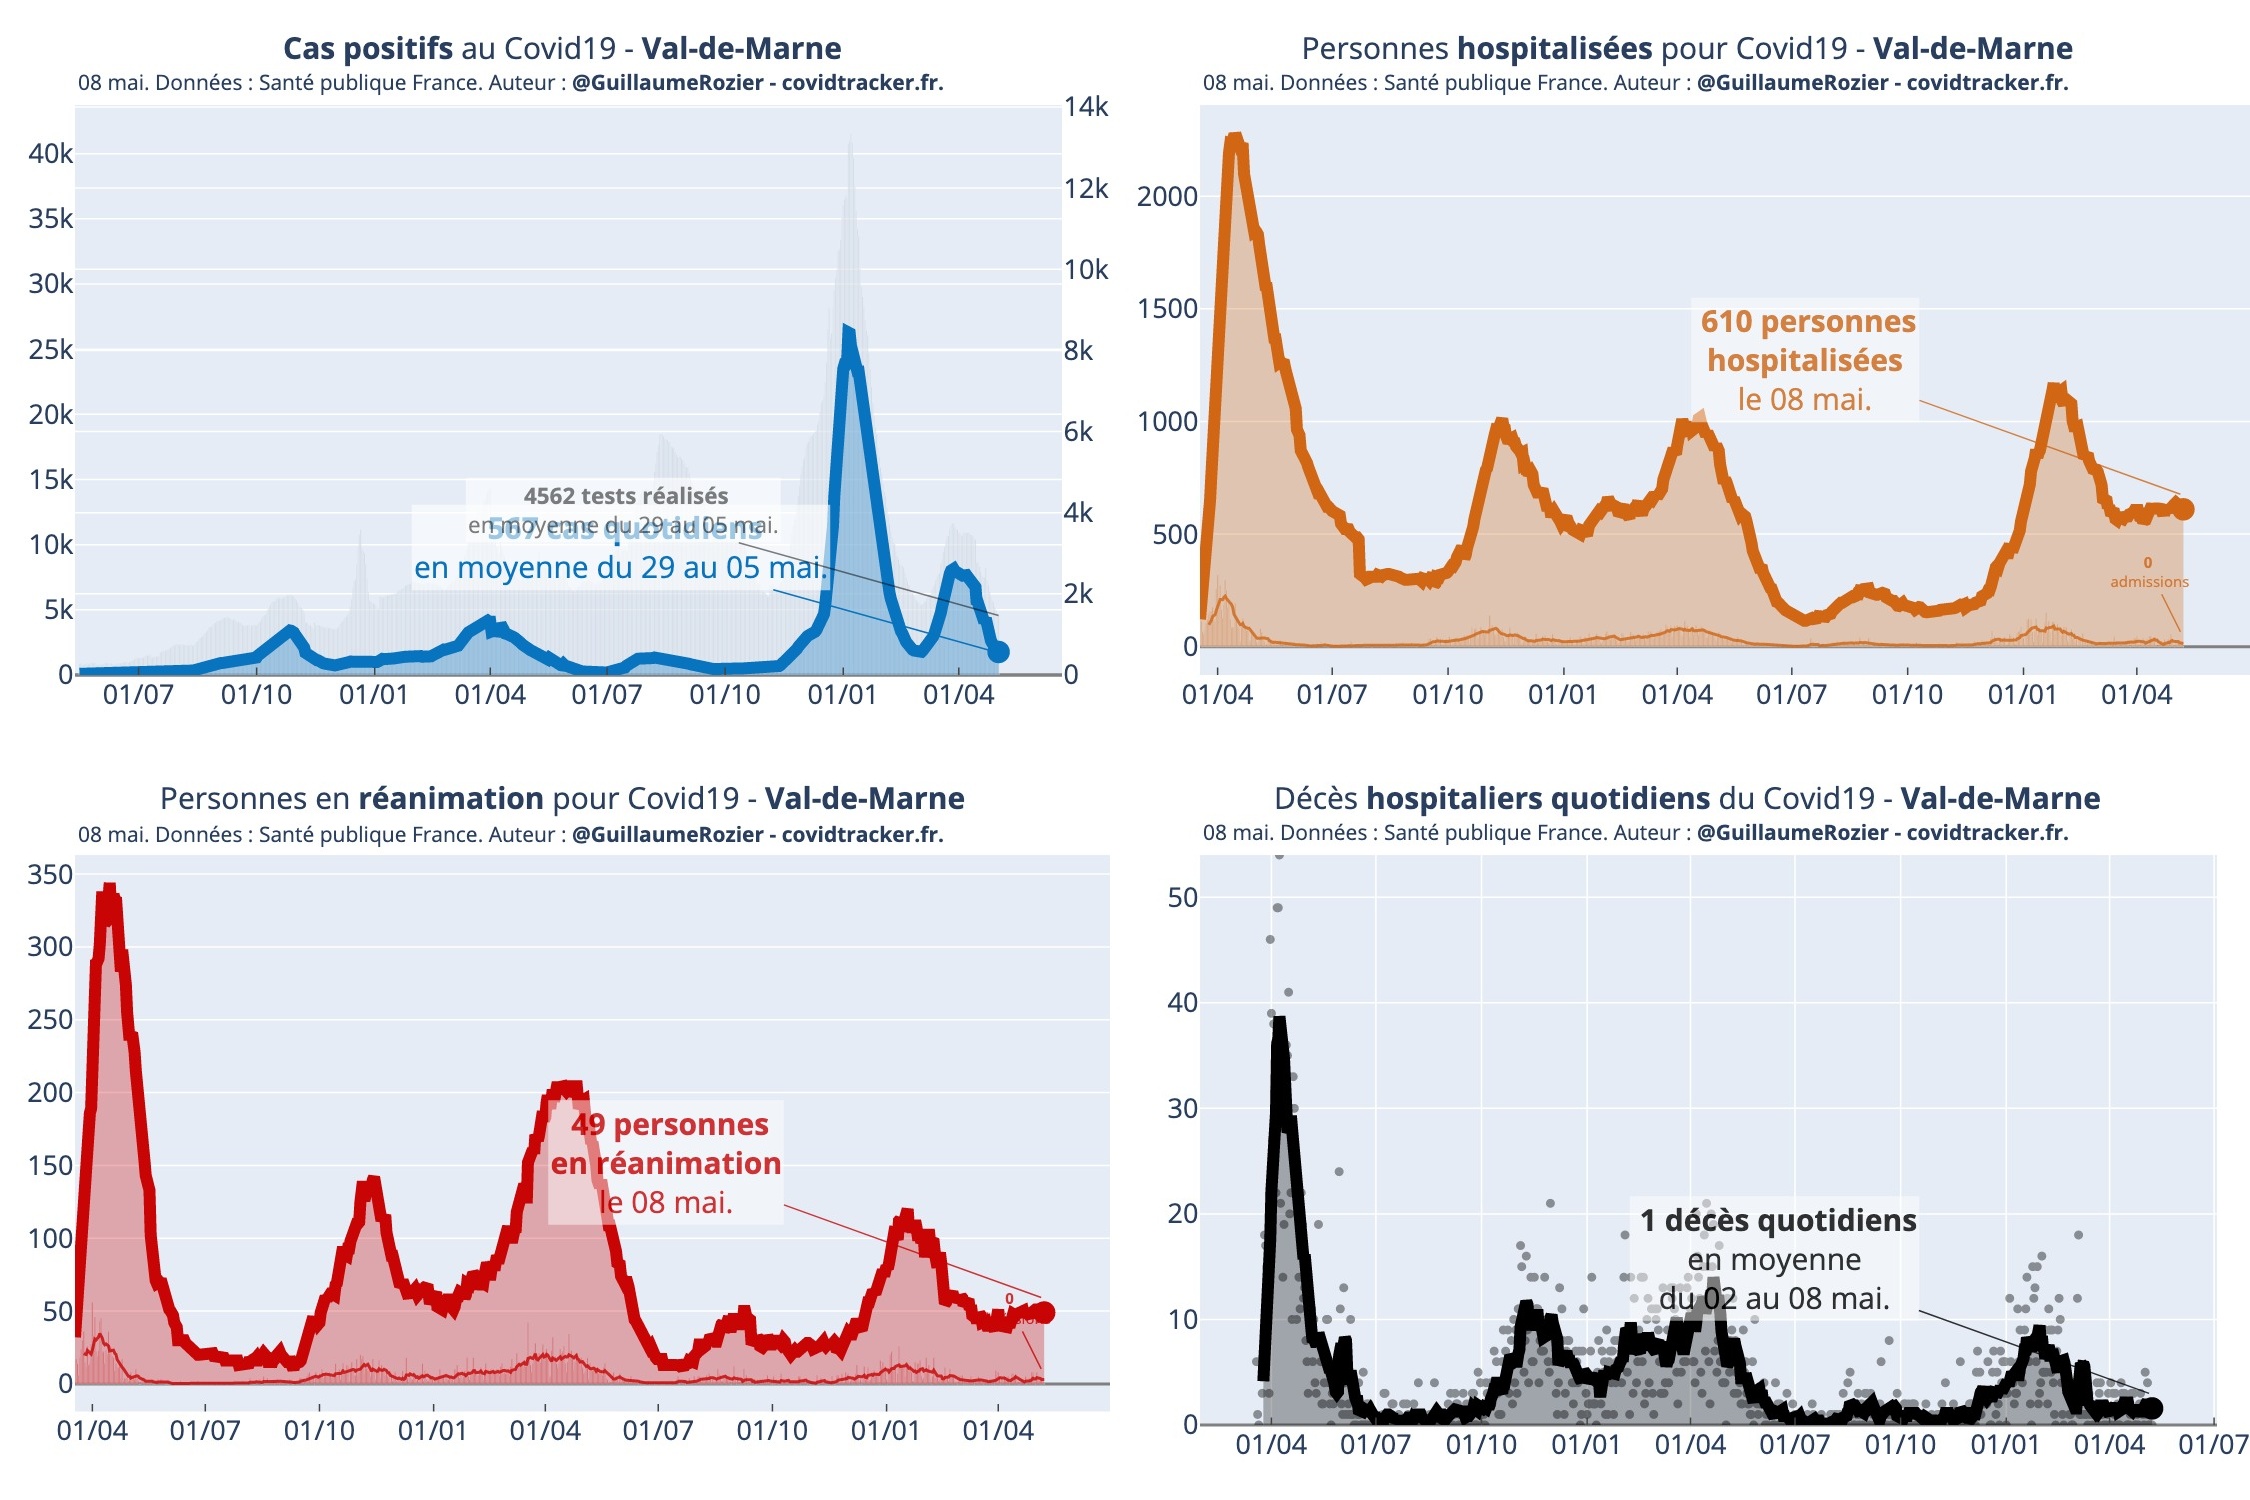 Cas positifs au Covid19 - Val-de-Marne
08 mai. Données : Santé publique France. Auteur : @GuillaumeRozier - covidtracker.fr.
14k
12k
10k
8k
6k
4k
2k
0
40k
35k
30k
25k
20k
15k
10k
5k
0
4562 tests réalisés
en moyenne du 29 au 05 mai.
567 cas quotidiens
en moyenne du 29 au 05 mai.
01/07 01/10 01/01 01/04 01/07 01/10 01/01 01/04
Personnes hospitalisées pour Covid19 - Val-de-Marne
08 mai. Données : Santé publique France. Auteur : @GuillaumeRozier - covidtracker.fr.
2000
1500
1000
500
0
610 personnes
hospitalisées
le 08 mai.
0
admissions
01/04 01/07 01/10 01/01 01/04 01/07 01/10 01/01 01/04
Personnes en réanimation pour Covid19 - Val-de-Marne
08 mai. Données : Santé publique France. Auteur : @GuillaumeRozier - covidtracker.fr.
350
300
250
200
150
100
50
0
49 personnes
en réanimation
le 08 mai.
0
01/04 01/07 01/10 01/01 01/04 01/07 01/10 01/01 01/04
Décès hospitaliers quotidiens du Covid19 - Val-de-Marne
08 mai. Données : Santé publique France. Auteur : @GuillaumeRozier - covidtracker.fr.
50
40
30
20
10
0
1 décès quotidiens
en moyenne
du 02 au 08 mai.
01/04 01/07 01/10 01/01 01/04 01/07 01/10 01/01 01/04 01/07